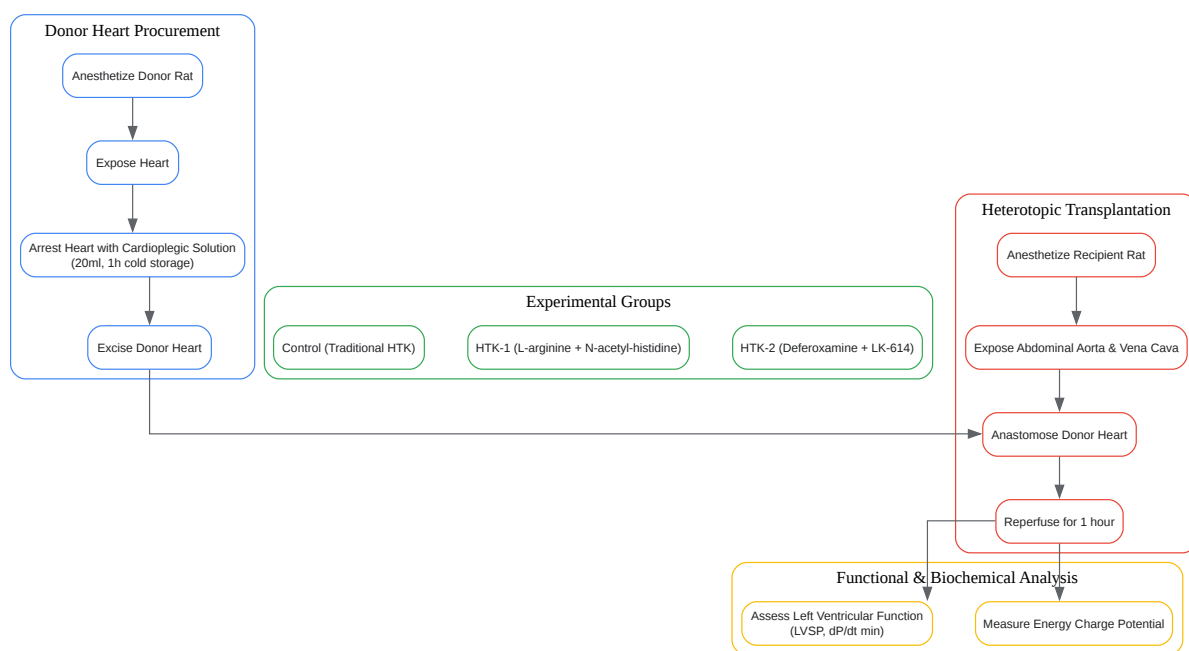 Donor Heart Procurement
Anesthetize Donor Rat
Expose Heart
Arrest Heart with Cardioplegic Solution
(20ml, 1h cold storage)
Excise Donor Heart
Experimental Groups
Control (Traditional HTK)
HTK-1 (L-arginine + N-acetyl-histidine)
HTK-2 (Deferoxamine + LK-614)
Heterotopic Transplantation
Anesthetize Recipient Rat
Expose Abdominal Aorta & Vena Cava
Anastomose Donor Heart
Reperfuse for 1 hour
Functional & Biochemical Analysis
Assess Left Ventricular Function
(LVSP, dP/dt min)
Measure Energy Charge Potential